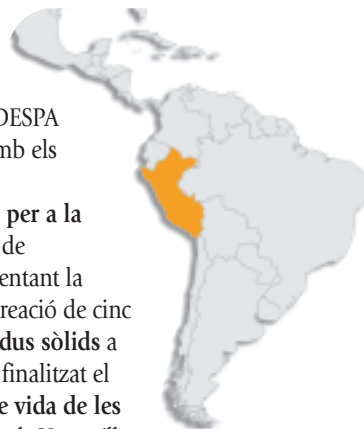 DESPA
mb els
per a la
de
entant la
reació de cinc
dus sòlids a
finalitzat el
e vida de les